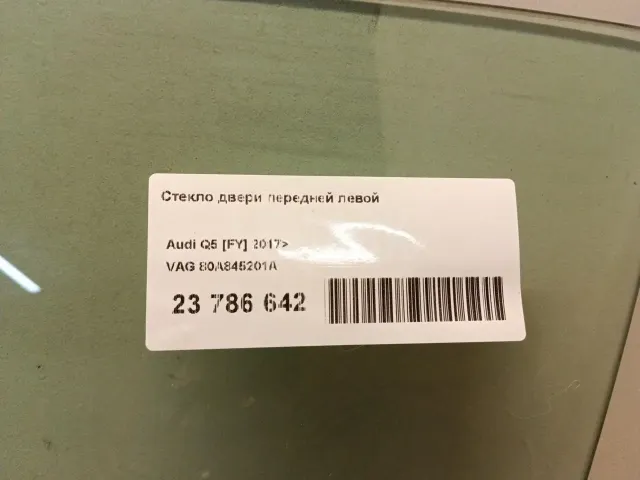 Стекло двери передней левой
Audi Q5 [FY] 2017>
VAG 80A845201A
23 786 642